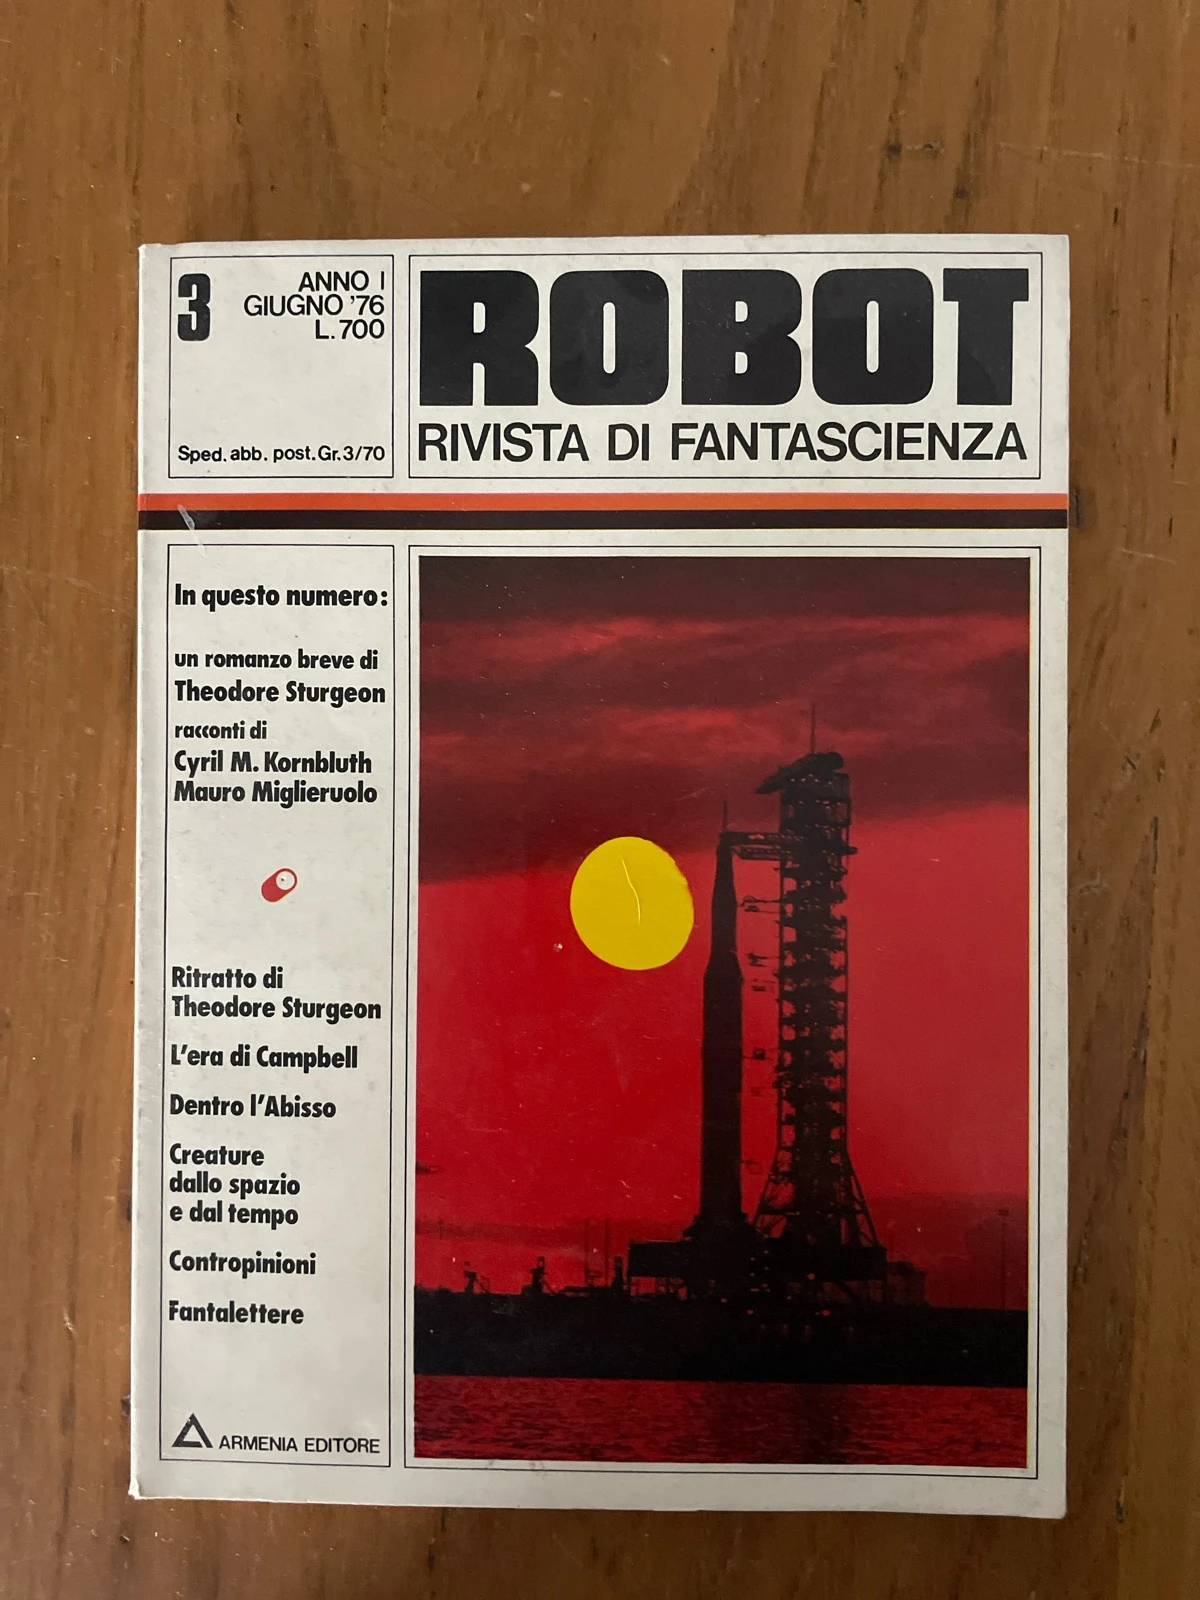 3
ANNO I
GIUGNO '76
L.700
Sped. abb. post. Gr.3/70
ROBOT
RIVISTA DI FANTASCIENZA
In questo numero:
un romanzo breve di
Theodore Sturgeon
racconti di
Cyril M. Kornbluth
Mauro Miglieruolo
Ritratto di
Theodore Sturgeon
L'era di Campbell
Dentro l'Abisso
Creature
dallo spazio
e dal tempo
Contropinioni
Fantalettere
ARMENIA EDITORE